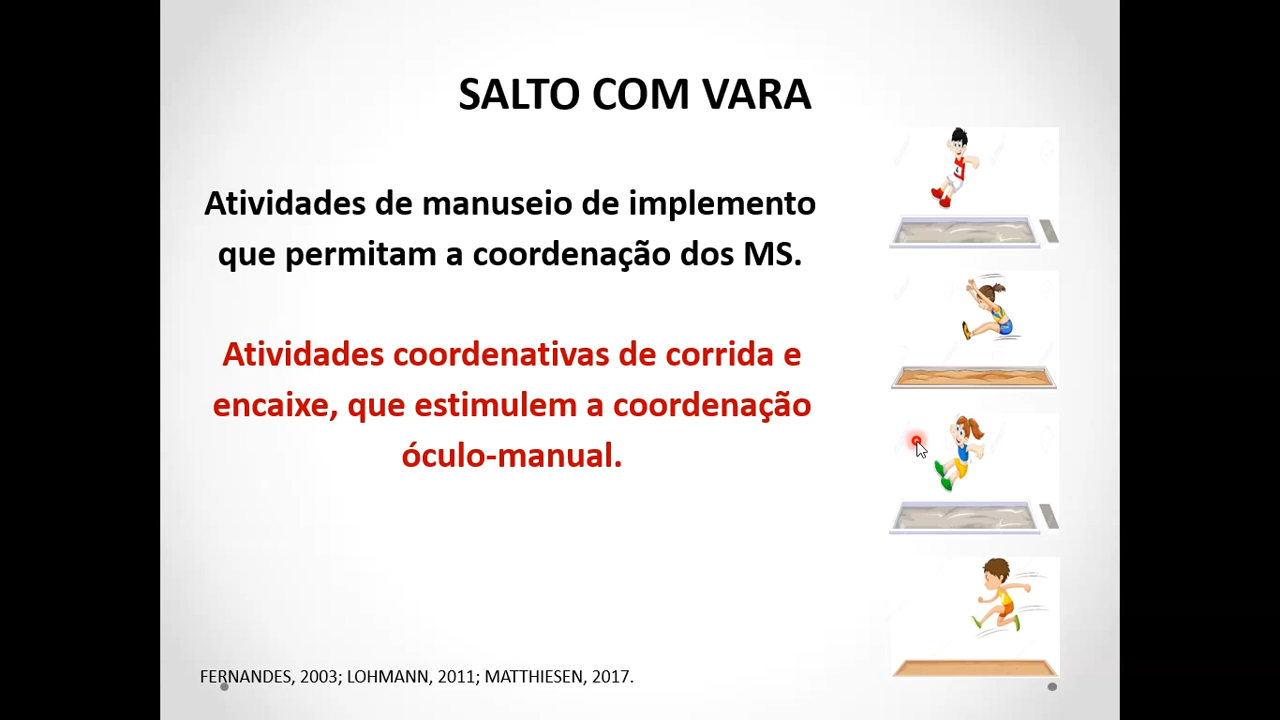 SALTO COM VARA
Atividades de manuseio de implemento
que permitam a coordenação dos MS.
Atividades coordenativas de corrida e
encaixe, que estimulem a coordenação
óculo-manual.
FERNANDES, 2003; LOHMANN, 2011; MATTHIESEN, 2017.